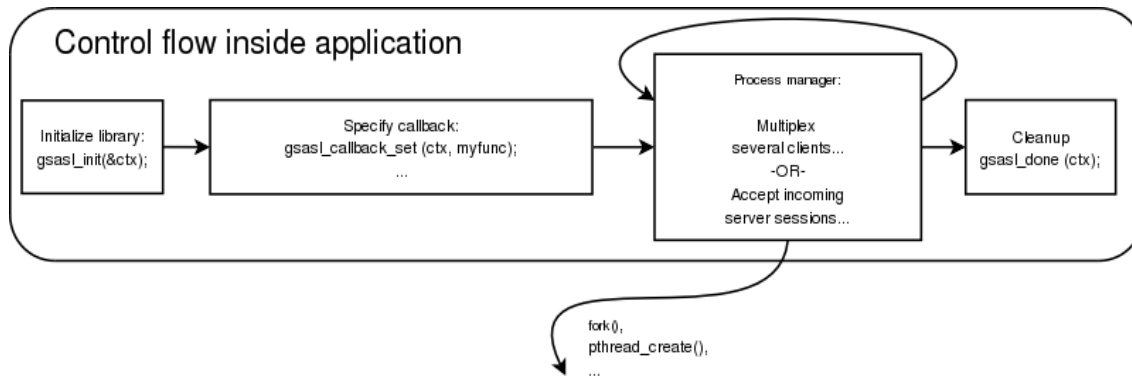 Control flow inside application
Initialize library:
gsasl_init(&ctx);
Specify callback:
gsasl_callback_set (ctx, myfunc);
...
Process manager:
Multiplex
several clients...
-OR-
Accept incoming
server sessions...
Cleanup
gsasl_done (ctx);
fork(),
pthread_create(),
...